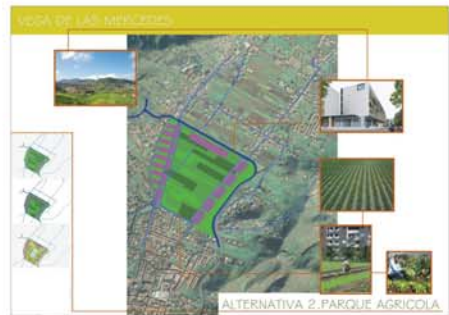 VEGA DE LAS MERCEDES
ALTERNATIVA 2.PARQUE AGRICOLA